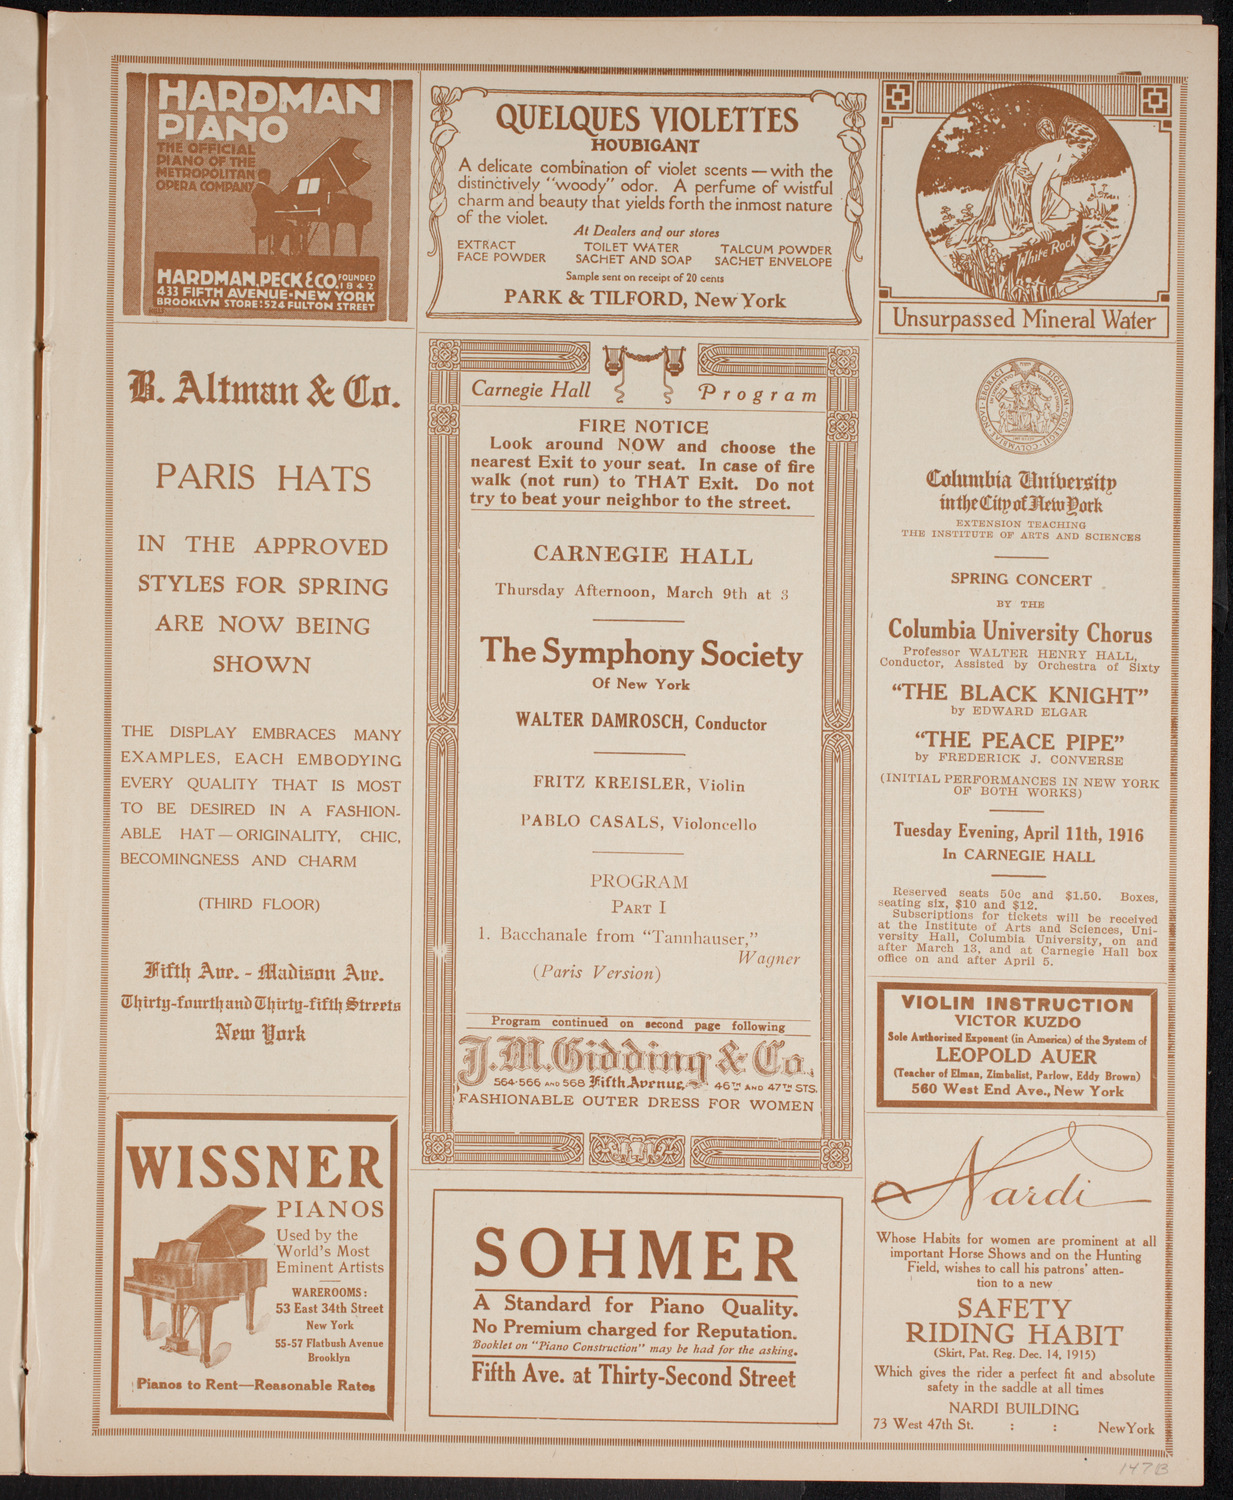 HARDMAN
PIANO
THE OFFICIAL
PIANO OF THE
METROPOLITAN
OPERA COMPANY
HARDMAN, PECK & CO. FOUNDED 1842
433 FIFTH AVENUE · NEW YORK
BROOKLYN STORE: 524 FULTON STREET
QUELQUES VIOLETTES
HOUBIGANT
A delicate combination of violet scents — with the
distinctively "woody" odor. A perfume of wistful
charm and beauty that yields forth the inmost nature
of the violet.
At Dealers and our stores
EXTRACT TOILET WATER TALCUM POWDER
FACE POWDER SACHET AND SOAP SACHET ENVELOPE
Sample sent on receipt of 20 cents
PARK & TILFORD, New York
White Rock
Unsurpassed Mineral Water
B. Altman & Co.
PARIS HATS
IN THE APPROVED
STYLES FOR SPRING
ARE NOW BEING
SHOWN
THE DISPLAY EMBRACES MANY
EXAMPLES, EACH EMBODYING
EVERY QUALITY THAT IS MOST
TO BE DESIRED IN A FASHION-
ABLE HAT — ORIGINALITY, CHIC,
BECOMINGNESS AND CHARM
(THIRD FLOOR)
Fifth Ave. - Madison Ave.
Thirty-fourth and Thirty-fifth Streets
New York
WISSNER
PIANOS
Used by the
World's Most
Eminent Artists
WAREROOMS:
53 East 34th Street
New York
55-57 Flatbush Avenue
Brooklyn
Pianos to Rent—Reasonable Rates
Carnegie Hall Program
FIRE NOTICE
Look around NOW and choose the
nearest Exit to your seat. In case of fire
walk (not run) to THAT Exit. Do not
try to beat your neighbor to the street.
CARNEGIE HALL
Thursday Afternoon, March 9th at 3
The Symphony Society
Of New York
WALTER DAMROSCH, Conductor
FRITZ KREISLER, Violin
PABLO CASALS, Violoncello
PROGRAM
PART I
1. Bacchanale from "Tannhauser,"
Wagner
(Paris Version)
Program continued on second page following
J.M. Gidding & Co.
564-566 AND 568 Fifth Avenue, 46TH AND 47TH STS.
FASHIONABLE OUTER DRESS FOR WOMEN
SOHMER
A Standard for Piano Quality.
No Premium charged for Reputation.
Booklet on "Piano Construction" may be had for the asking.
Fifth Ave. at Thirty-Second Street
Columbia University
in the City of New York
EXTENSION TEACHING
THE INSTITUTE OF ARTS AND SCIENCES
SPRING CONCERT
BY THE
Columbia University Chorus
Professor WALTER HENRY HALL,
Conductor, Assisted by Orchestra of Sixty
"THE BLACK KNIGHT"
by EDWARD ELGAR
"THE PEACE PIPE"
by FREDERICK J. CONVERSE
(INITIAL PERFORMANCES IN NEW YORK
OF BOTH WORKS)
Tuesday Evening, April 11th, 1916
In CARNEGIE HALL
Reserved seats 50c and $1.50. Boxes,
seating six, $10 and $12.
Subscriptions for tickets will be received
at the Institute of Arts and Sciences, Uni-
versity Hall, Columbia University, on and
after March 13, and at Carnegie Hall box
office on and after April 5.
VIOLIN INSTRUCTION
VICTOR KUZDO
Sole Authorized Exponent (in America) of the System of
LEOPOLD AUER
(Teacher of Elman, Zimbalist, Parlow, Eddy Brown)
560 West End Ave., New York
Nardi
Whose Habits for women are prominent at all
important Horse Shows and on the Hunting
Field, wishes to call his patrons' atten-
tion to a new
SAFETY
RIDING HABIT
(Skirt, Pat. Reg. Dec. 14, 1915)
Which gives the rider a perfect fit and absolute
safety in the saddle at all times
NARDI BUILDING
73 West 47th St. : : New York
147B